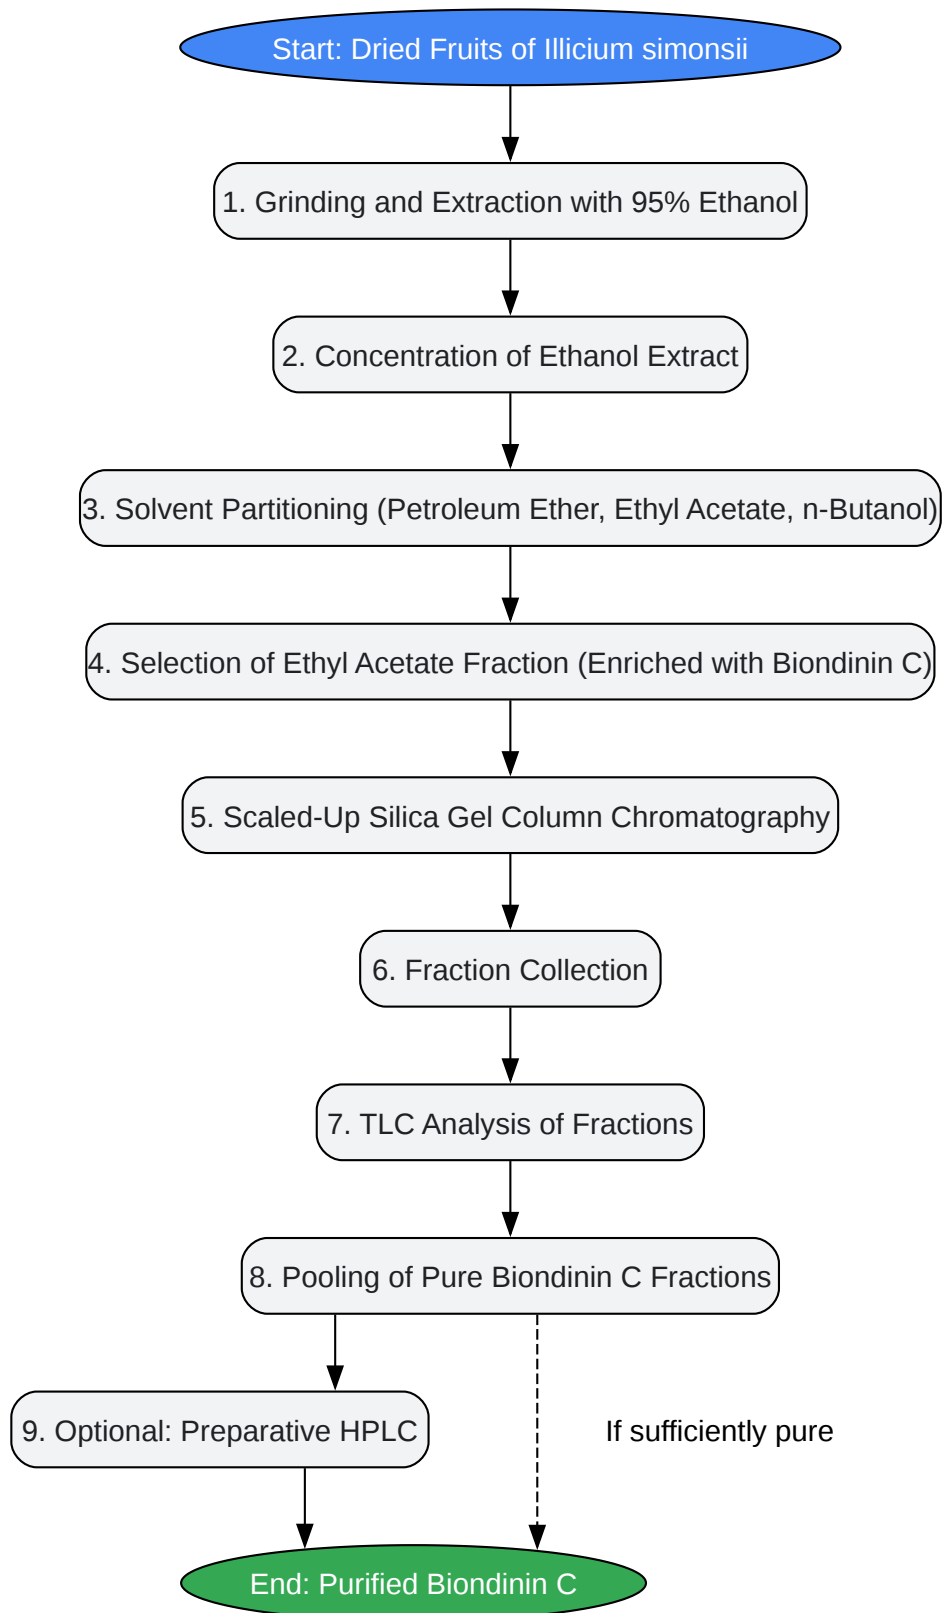 Start: Dried Fruits of Illicium simonsii
1. Grinding and Extraction with 95% Ethanol
2. Concentration of Ethanol Extract
3. Solvent Partitioning (Petroleum Ether, Ethyl Acetate, n-Butanol)
4. Selection of Ethyl Acetate Fraction (Enriched with Biondinin C)
5. Scaled-Up Silica Gel Column Chromatography
6. Fraction Collection
7. TLC Analysis of Fractions
8. Pooling of Pure Biondinin C Fractions
9. Optional: Preparative HPLC
If sufficiently pure
End: Purified Biondinin C